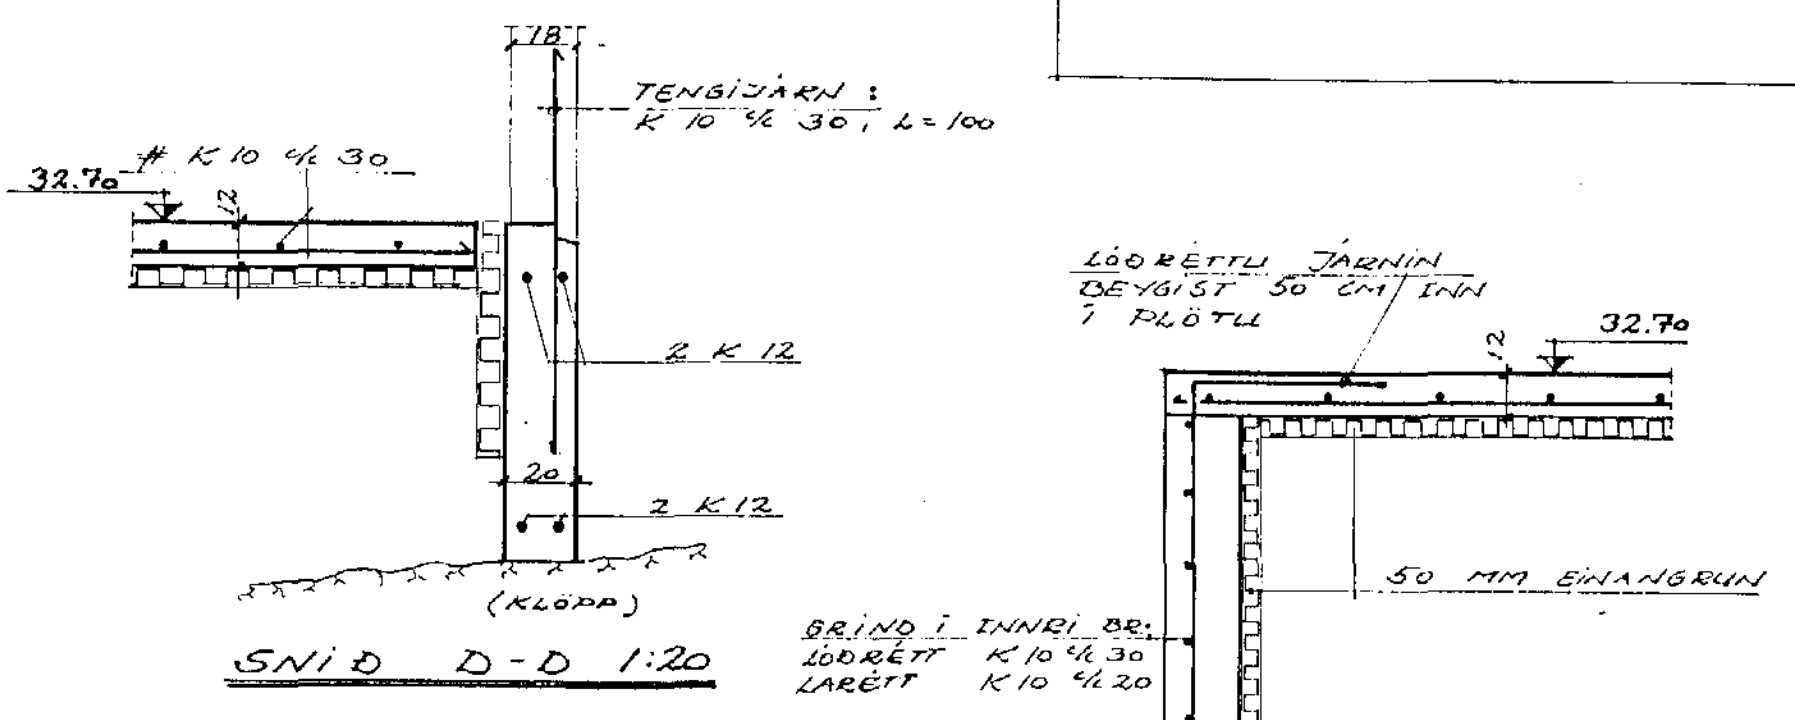 18
TENGIJÁRN :
K 10 c/c 30, L=100
# K 10 c/c 30
32.70
12
2 K 12
20
2 K 12
(KLÖPP)
SNIÐ D-D 1:20
LÓÐRÉTTU JÁRNIN
BEYGIST 50 CM INN
Í PLÖTU
32.70
12
50 MM EINANGRUN
GRIND Í INNRI BR.
LÓÐRÉTT K 10 c/c 30
LÁRÉTT K 10 c/c 20